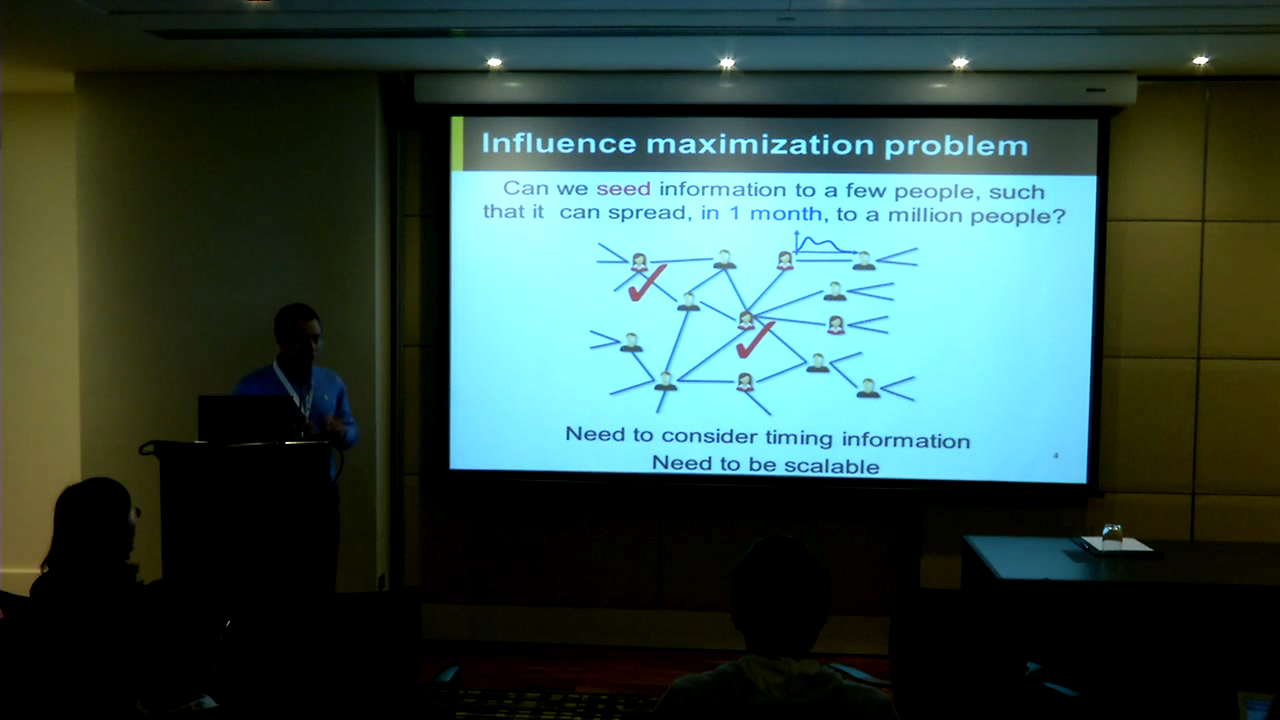 Influence maximization problem
Can we seed information to a few people, such
that it can spread, in 1 month, to a million people?
Need to consider timing information
Need to be scalable
4